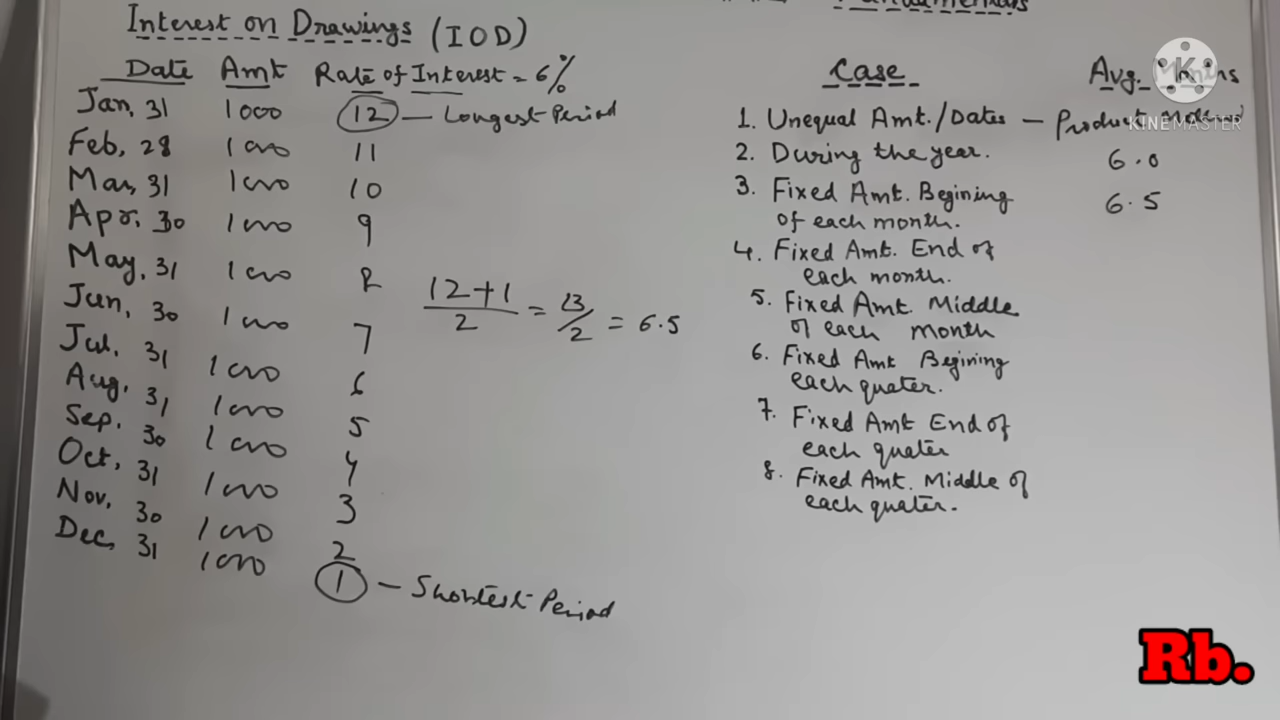 Interest on Drawings (IOD)
Date Amt Rate of Interest = 6%
Jan, 31 1000 12 — Longest Period
Feb, 28 1000 11
Mar, 31 1000 10
Apr, 30 1000 9
May, 31 1000 8
Jun, 30 1000 7
Jul, 31 1000 6
Aug, 31 1000 5
Sep, 30 1000 4
Oct, 31 1000 3
Nov, 30 1000 2
Dec, 31 1000 1 — Shortest Period
12+1/2 = 13/2 = 6.5
Case Avg.
1. Unequal Amt./Dates — Product
2. During the year. 6.0
3. Fixed Amt. Begining
of each month. 6.5
4. Fixed Amt. End of
each month.
5. Fixed Amt. Middle
of each month
6. Fixed Amt Begining
each quater.
7. Fixed Amt End of
each quater
8. Fixed Amt. Middle of
each quater.
K
KINEMASTER
Rb.